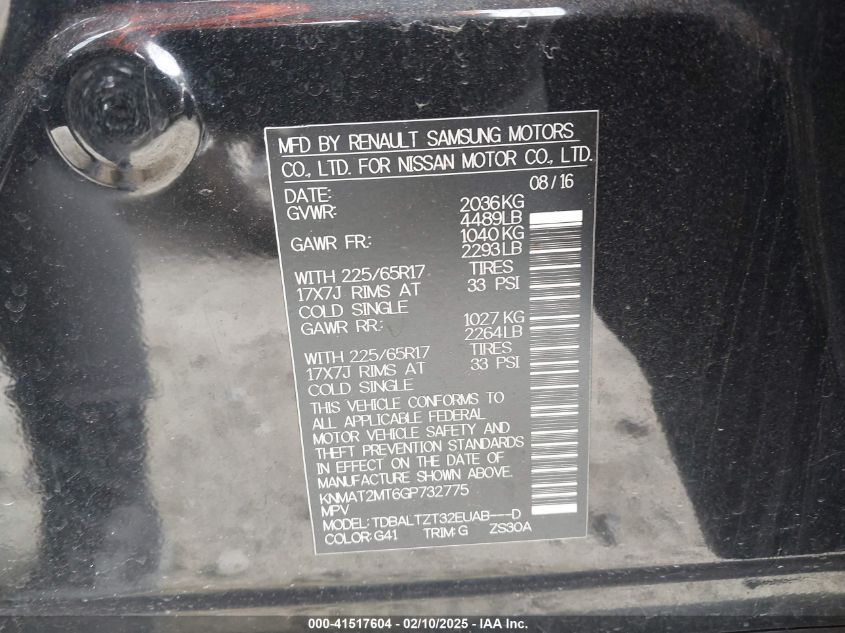 MFD BY RENAULT SAMSUNG MOTORS
CO., LTD. FOR NISSAN MOTOR CO., LTD.
DATE: 08/16
GVWR: 2036KG
4489LB
GAWR FR: 1040KG
2293LB
WITH 225/65R17 TIRES
17X7J RIMS AT 33 PSI
COLD SINGLE
GAWR RR: 1027KG
2264LB
WITH 225/65R17 TIRES
17X7J RIMS AT 33 PSI
COLD SINGLE
THIS VEHICLE CONFORMS TO
ALL APPLICABLE FEDERAL
MOTOR VEHICLE SAFETY AND
THEFT PREVENTION STANDARDS
IN EFFECT ON THE DATE OF
MANUFACTURE SHOWN ABOVE.
KNMAT2MT6GP732775
MPV
MODEL: TDBALTZT32EUAB---D
COLOR: G41 TRIM: G ZS30A
000-41517604 — 02/10/2025 — IAA Inc.